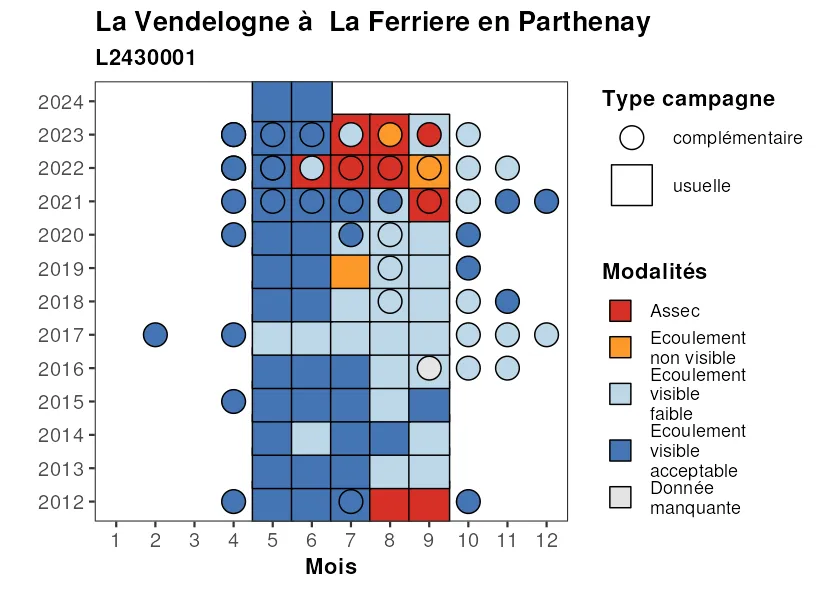 La Vendelogne à  La Ferriere en Parthenay
L2430001
2024
2023
2022
2021
2020
2019
2018
2017
2016
2015
2014
2013
2012
1 2 3 4 5 6 7 8 9 10 11 12
Mois
Type campagne
complémentaire
usuelle
Modalités
Assec
Ecoulement
non visible
Ecoulement
visible
faible
Ecoulement
visible
acceptable
Donnée
manquante